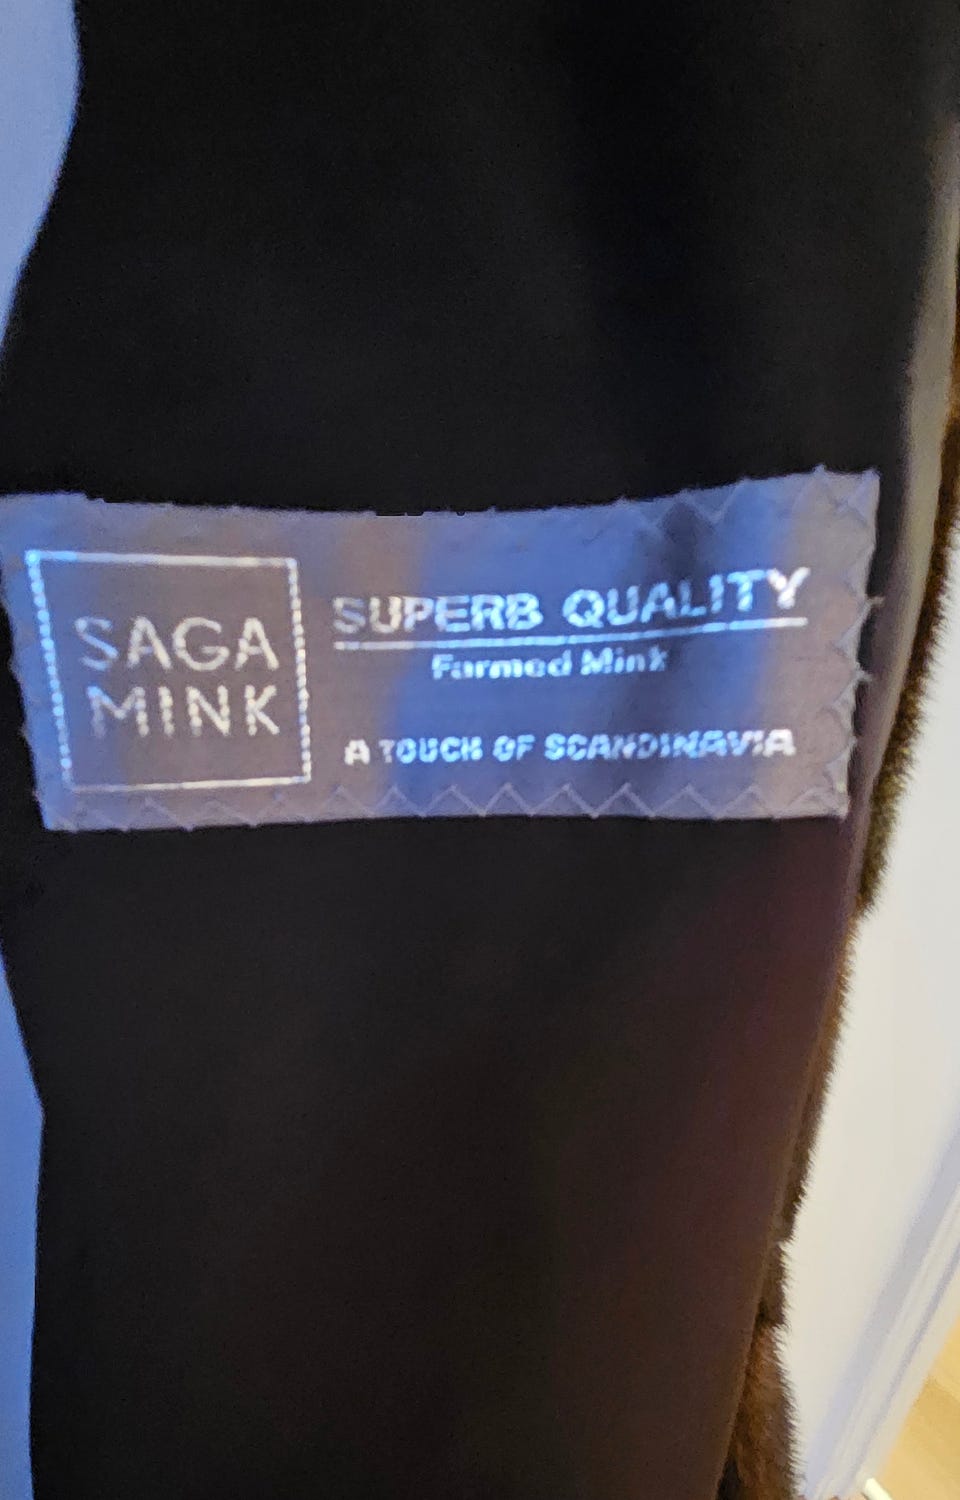 SAGA
MINK
SUPERB QUALITY
Farmed Mink
A TOUCH OF SCANDINAVIA